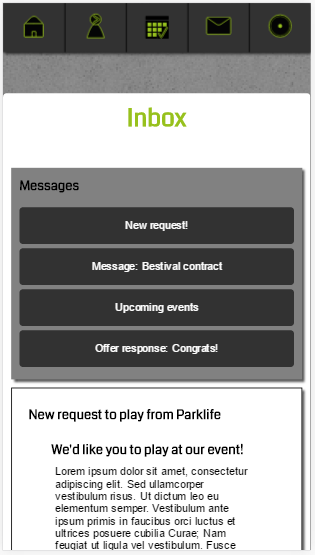 Inbox
Messages
New request!
Message: Bestival contract
Upcoming events
Offer response: Congrats!
New request to play from Parklife
We'd like you to play at our event!
Lorem ipsum dolor sit amet, consectetur
adipiscing elit. Sed ullamcorper
vestibulum risus. Ut dictum leo eu
elementum semper. Vestibulum ante
ipsum primis in faucibus orci luctus et
ultrices posuere cubilia Curae; Nam
feugiat ut ligula vel vestibulum. Fusce